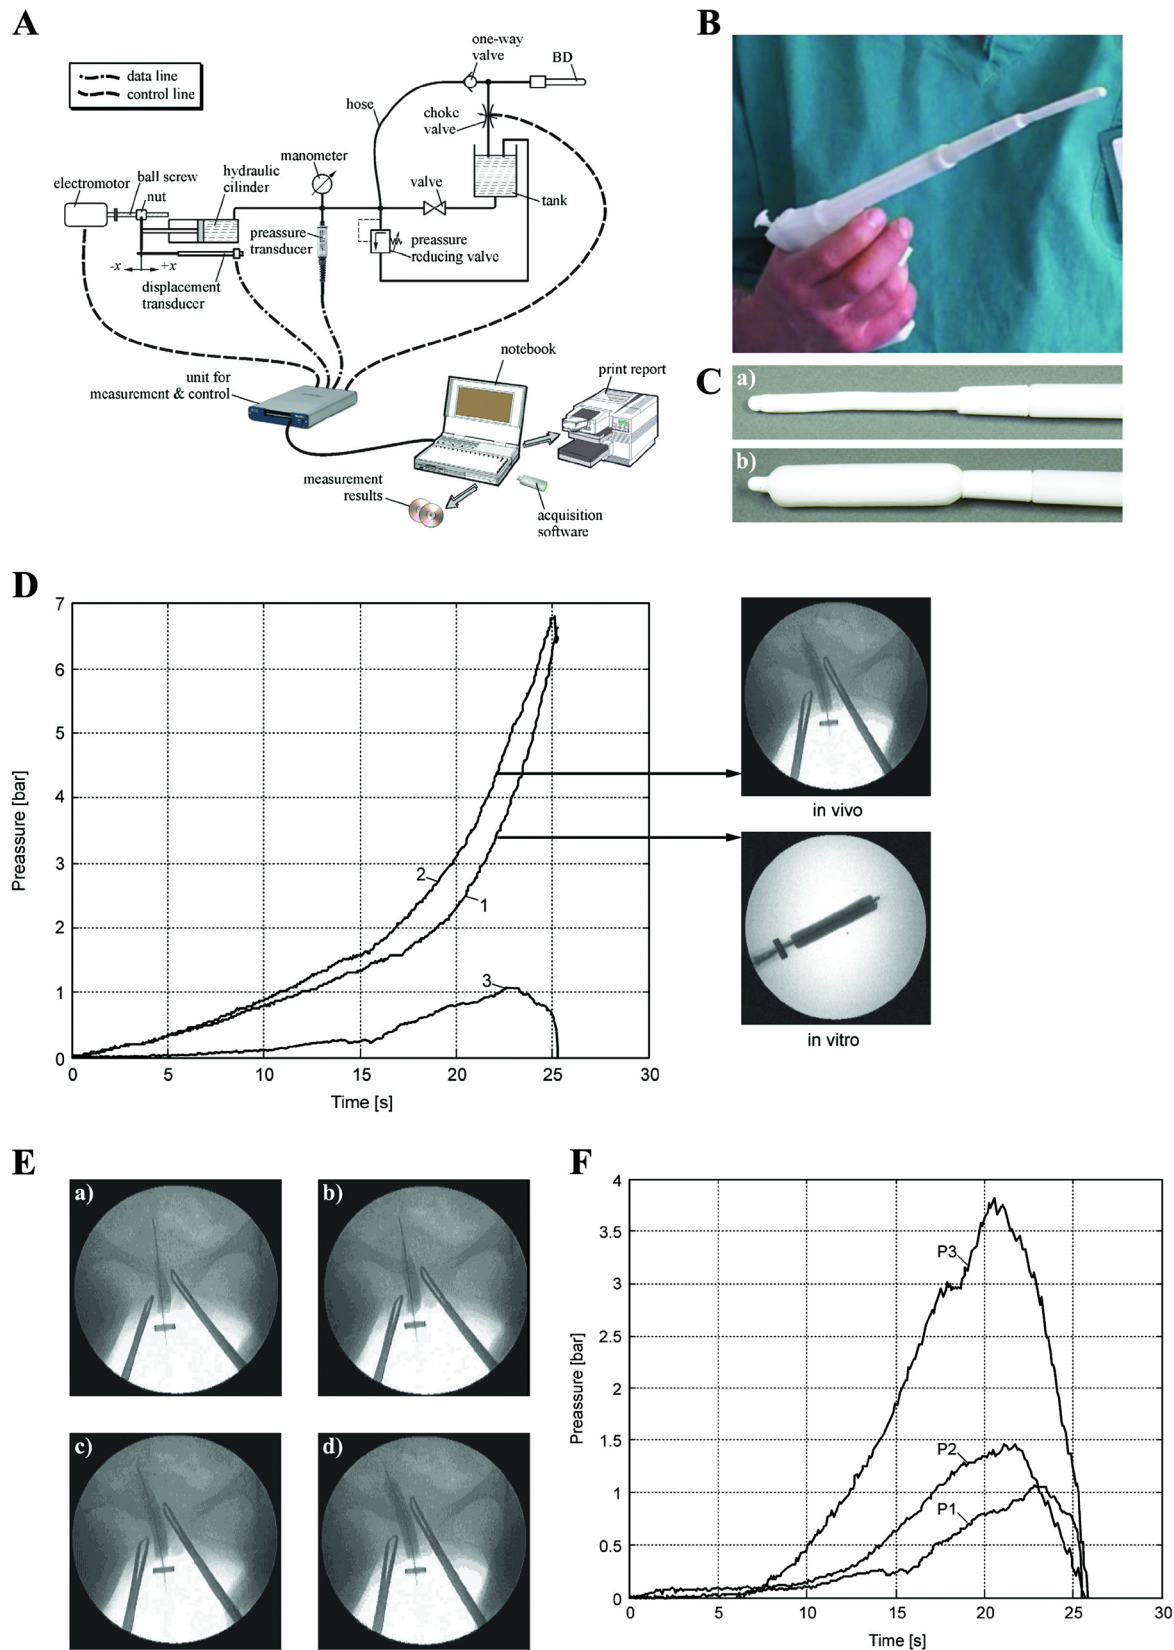 A
data line
control line
one-way
valve
BD
hose
choke
valve
manometer
hydraulic
cilinder
ball screw
nut
electromotor
valve
tank
preassure
transducer
preassure
reducing valve
-x
+x
displacement
transducer
unit for
measurement & control
notebook
print report
measurement
results
acquisition
software
B
C
a)
b)
D
7
6
5
4
3
2
1
0
Preassure [bar]
2
1
3
0
5
10
15
20
25
30
Time [s]
in vivo
in vitro
E
a)
b)
c)
d)
F
4
3.5
3
2.5
2
1.5
1
0.5
0
Preassure [bar]
P3
P2
P1
0
5
10
15
20
25
30
Time [s]